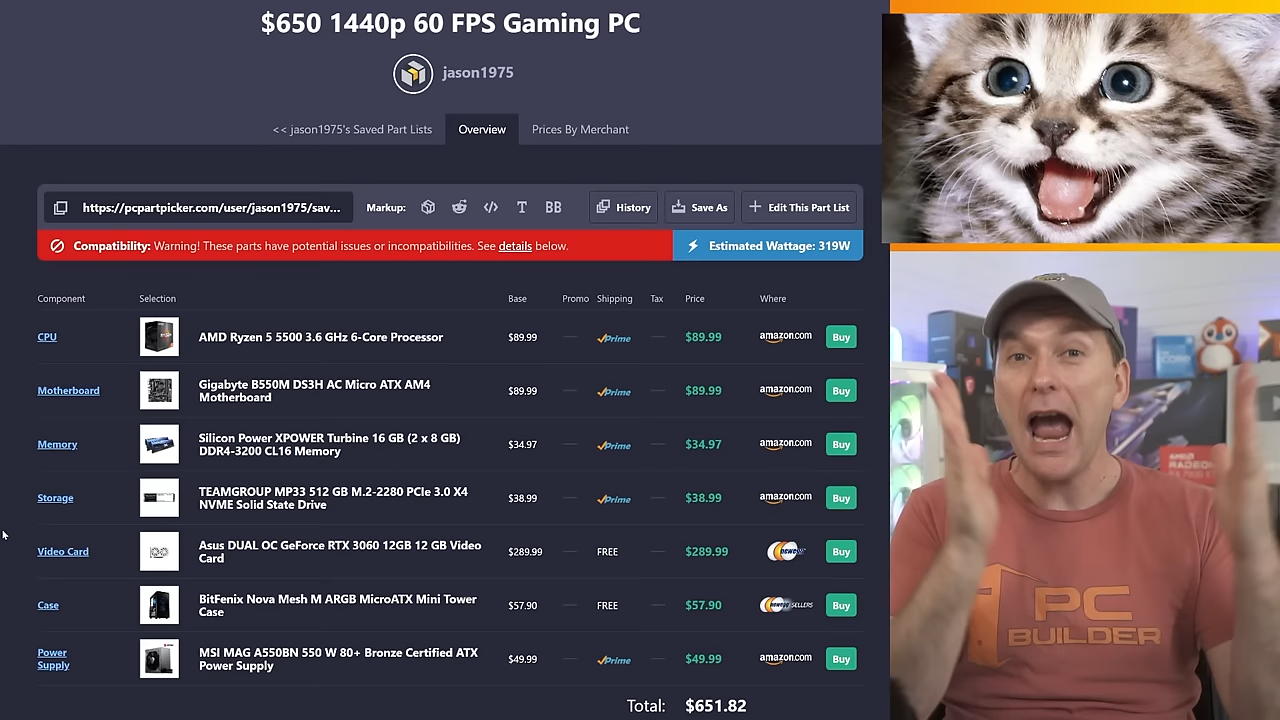 $650 1440p 60 FPS Gaming PC
jason1975
<< jason1975's Saved Part Lists
Overview
Prices By Merchant
https://pcpartpicker.com/user/jason1975/sav...
Markup:
T
BB
History
Save As
Edit This Part List
Compatibility: Warning! These parts have potential issues or incompatibilities. See details below.
Estimated Wattage: 319W
Component Selection Base Promo Shipping Tax Price Where
CPU AMD Ryzen 5 5500 3.6 GHz 6-Core Processor $89.99 — Prime — $89.99 amazon.com Buy
Motherboard Gigabyte B550M DS3H AC Micro ATX AM4
Motherboard $89.99 — Prime — $89.99 amazon.com Buy
Memory Silicon Power XPOWER Turbine 16 GB (2 x 8 GB)
DDR4-3200 CL16 Memory $34.97 — Prime — $34.97 amazon.com Buy
Storage TEAMGROUP MP33 512 GB M.2-2280 PCIe 3.0 X4
NVME Solid State Drive $38.99 — Prime — $38.99 amazon.com Buy
Video Card Asus DUAL OC GeForce RTX 3060 12GB 12 GB Video
Card $289.99 — FREE — $289.99 Buy
Case BitFenix Nova Mesh M ARGB MicroATX Mini Tower
Case $57.90 — FREE — $57.90 SELLERS Buy
Power
Supply MSI MAG A550BN 550 W 80+ Bronze Certified ATX
Power Supply $49.99 — Prime — $49.99 amazon.com Buy
Total: $651.82
AMD
RADEON
PC
BUILDER